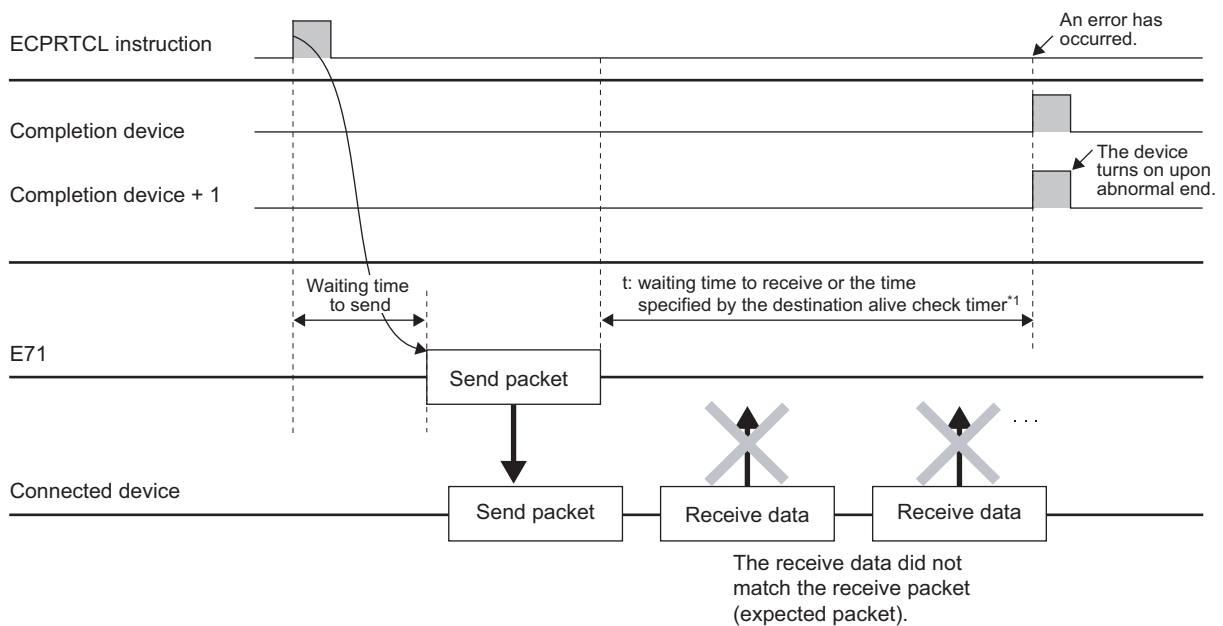 An error has
occurred.
ECPRTCL instruction
Completion device
The device
turns on upon
abnormal end.
Completion device + 1
Waiting time
to send
t: waiting time to receive or the time
specified by the destination alive check timer*1
E71
Send packet
. . .
Connected device
Send packet
Receive data
Receive data
The receive data did not
match the receive packet
(expected packet).